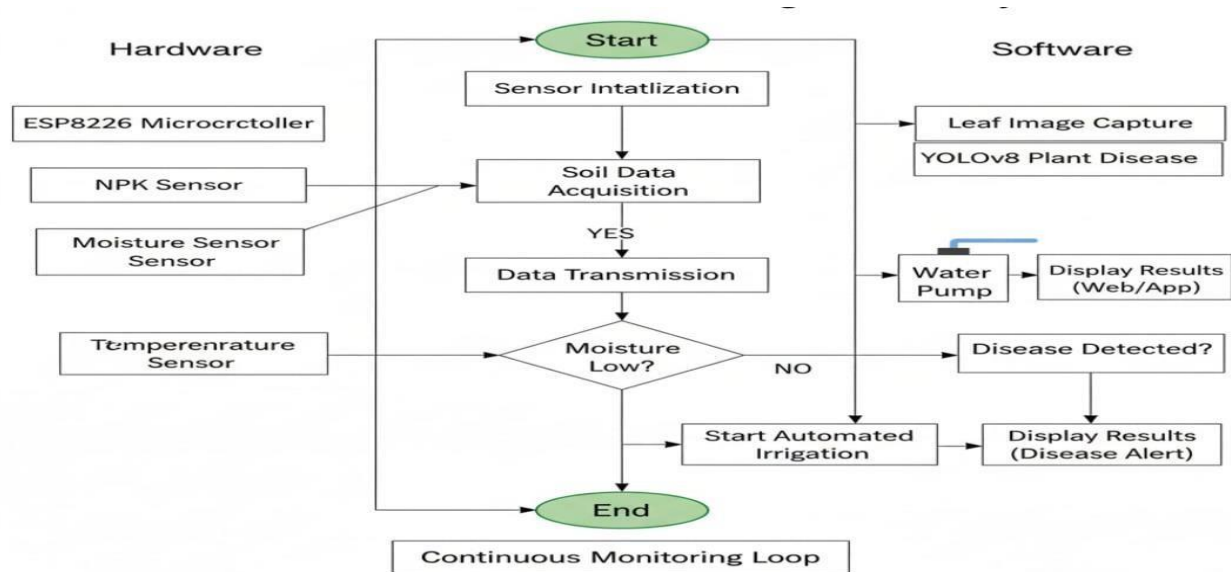 Hardware
Start
Software
Sensor Intatlization
ESP8226 Microcrctoller
Leaf Image Capture
YOLOv8 Plant Disease
NPK Sensor
Soil Data
Acquisition
Moisture Sensor
Sensor
YES
Data Transmission
Water
Pump
Display Results
(Web/App)
Temperenrature
Sensor
Moisture
Low?
NO
Disease Detected?
Start Automated
Irrigation
Display Results
(Disease Alert)
End
Continuous Monitoring Loop